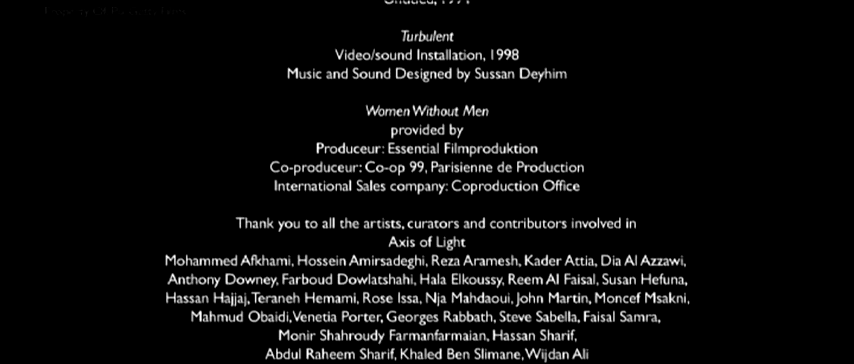 Untitled, 1994
Turbulent
Video/sound Installation, 1998
Music and Sound Designed by Sussan Deyhim
Women Without Men
provided by
Produceur: Essential Filmproduktion
Co-produceur: Co-op 99, Parisienne de Production
International Sales company: Coproduction Office
Thank you to all the artists, curators and contributors involved in
Axis of Light
Mohammed Afkhami, Hossein Amirsadeghi, Reza Aramesh, Kader Attia, Dia Al Azzawi,
Anthony Downey, Farboud Dowlatshahi, Hala Elkoussy, Reem Al Faisal, Susan Hefuna,
Hassan Hajjaj, Teraneh Hemami, Rose Issa, Nja Mahdaoui, John Martin, Moncef Msakni,
Mahmud Obaidi, Venetia Porter, Georges Rabbath, Steve Sabella, Faisal Samra,
Monir Shahroudy Farmanfarmaian, Hassan Sharif,
Abdul Raheem Sharif, Khaled Ben Slimane, Wijdan Ali